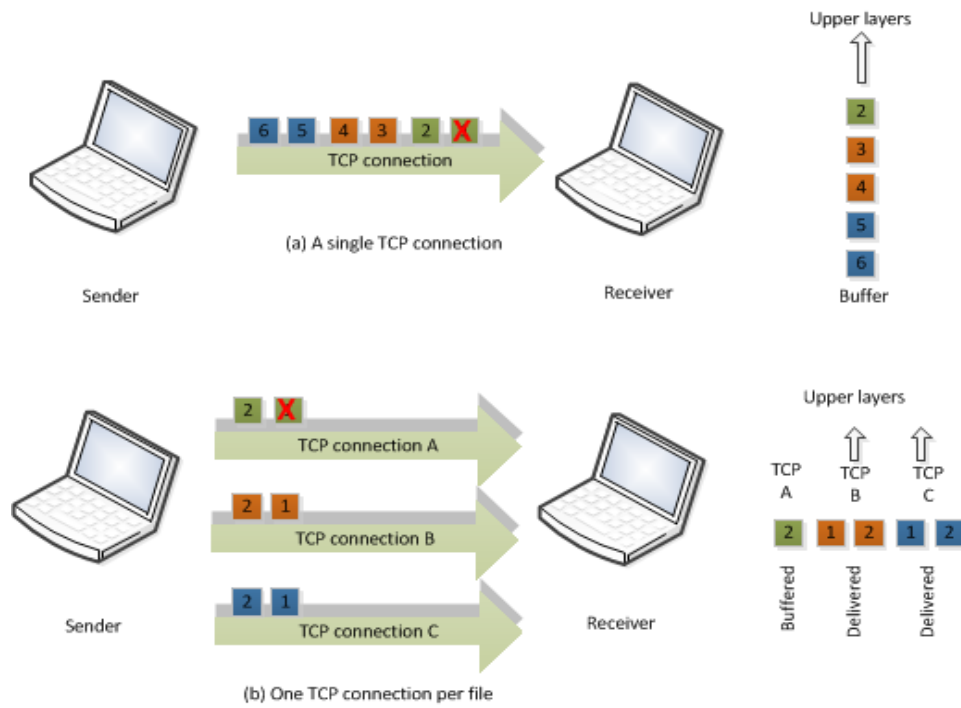 Upper layers
2
6 5 4 3 2 X
TCP connection
3
4
(a) A single TCP connection
5
6
Sender
Receiver
Buffer
Upper layers
2 X
TCP connection A
TCP
A
TCP
B
TCP
C
2 1
TCP connection B
2 1 2 1 2
Buffered
Delivered
Delivered
2 1
TCP connection C
Sender
Receiver
(b) One TCP connection per file